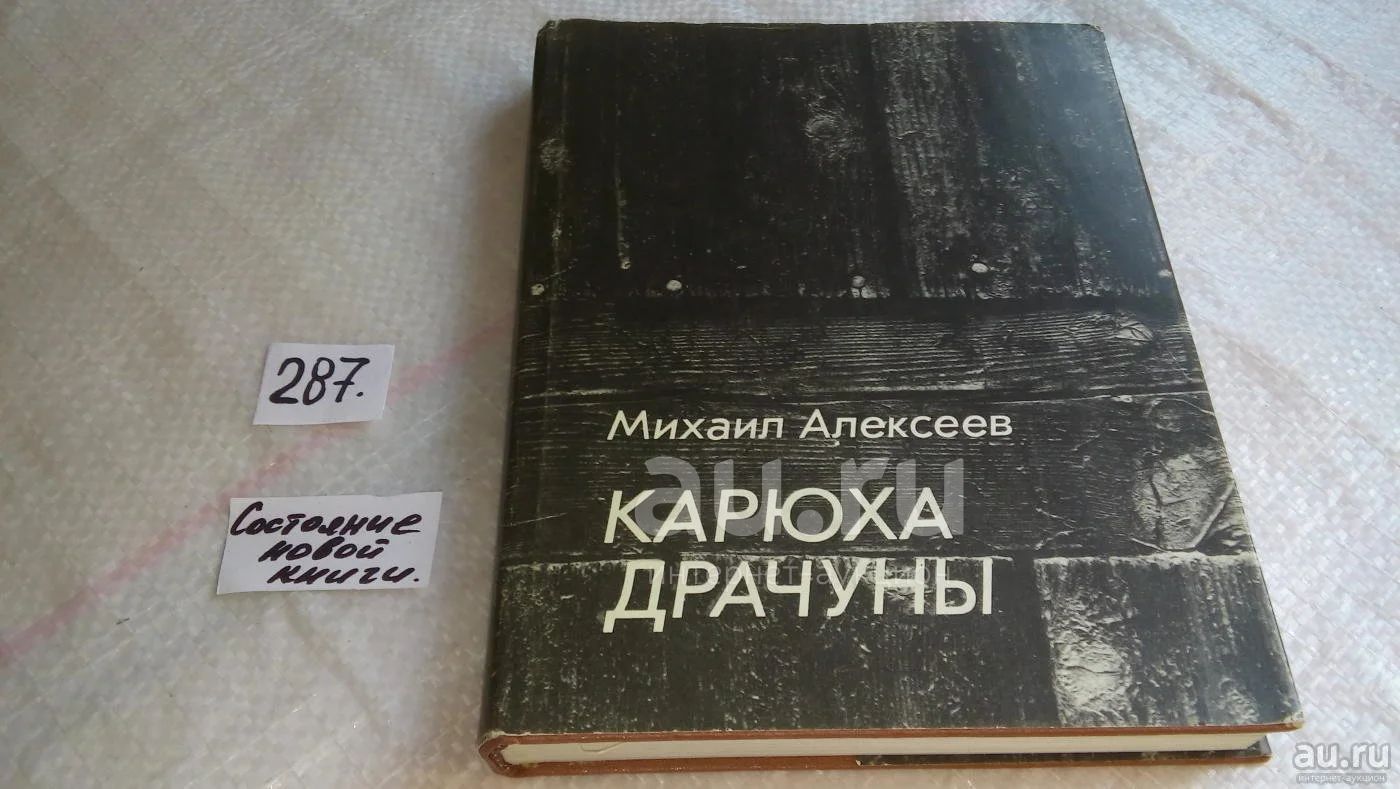 Михаил Алексеев
au.ru
КАРЮХА
ДРАЧУНЫ
287.
Состояние
новой
книги.
au.ru
интернет-аукцион